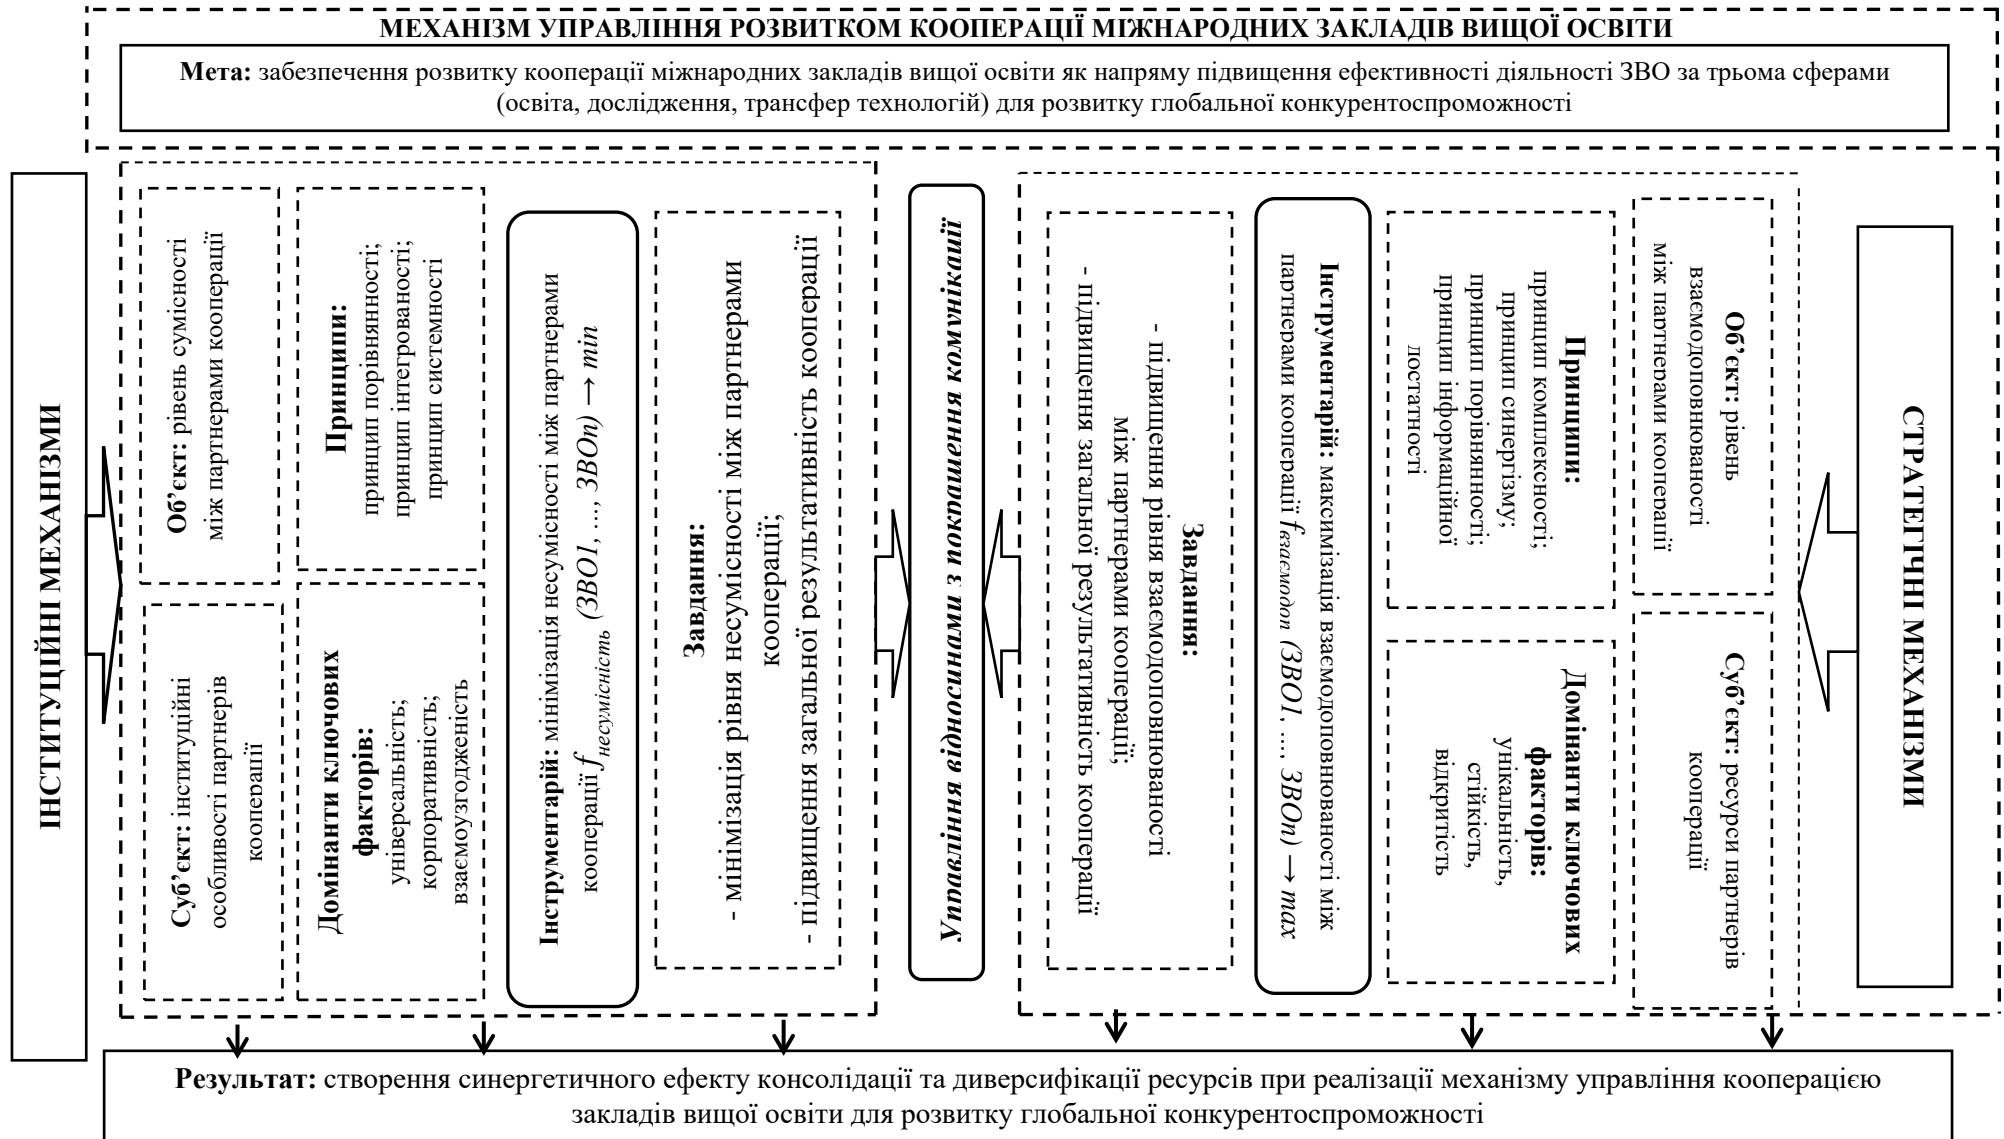 МЕХАНІЗМ УПРАВЛІННЯ РОЗВИТКОМ КООПЕРАЦІЇ МІЖНАРОДНИХ ЗАКЛАДІВ ВИЩОЇ ОСВІТИ
Мета: забезпечення розвитку кооперації міжнародних закладів вищої освіти як напряму підвищення ефективності діяльності ЗВО за трьома сферами
(освіта, дослідження, трансфер технологій) для розвитку глобальної конкурентоспроможності
ІНСТИТУЦІЙНІ МЕХАНІЗМИ
Об’єкт: рівень сумісності
між партнерами кооперації
Суб’єкт: інституційні
особливості партнерів
кооперації
Принципи:
принцип порівнянності;
принцип інтегрованості;
принцип системності
Домінанти ключових
факторів:
універсальність;
корпоративність;
взаємоузгодженість
Інструментарій: мінімізація несумісності між партнерами
кооперації f несумісність (ЗВО1, ..., ЗВОn) → min
Завдання:
- мінімізація рівня несумісності між партнерами
кооперації;
- підвищення загальної результативність кооперації
Управління відносинами з покращення комунікації
Завдання:
- підвищення рівня взаємодоповнюваності
між партнерами кооперації;
- підвищення загальної результативність кооперації
Інструментарій: максимізація взаємодоповнюваності між
партнерами кооперації f взаємодоп (ЗВО1, ..., ЗВОn) → max
Принципи:
принцип комплексності;
принцип синергізму;
принцип порівнянності;
принцип інформаційної
достатності
Домінанти ключових
факторів:
унікальність,
стійкість,
відкритість
Об’єкт: рівень
взаємодоповнюваності
між партнерами кооперації
Суб’єкт: ресурси партнерів
кооперації
СТРАТЕГІЧНІ МЕХАНІЗМИ
Результат: створення синергетичного ефекту консолідації та диверсифікації ресурсів при реалізації механізму управління кооперацією
закладів вищої освіти для розвитку глобальної конкурентоспроможності